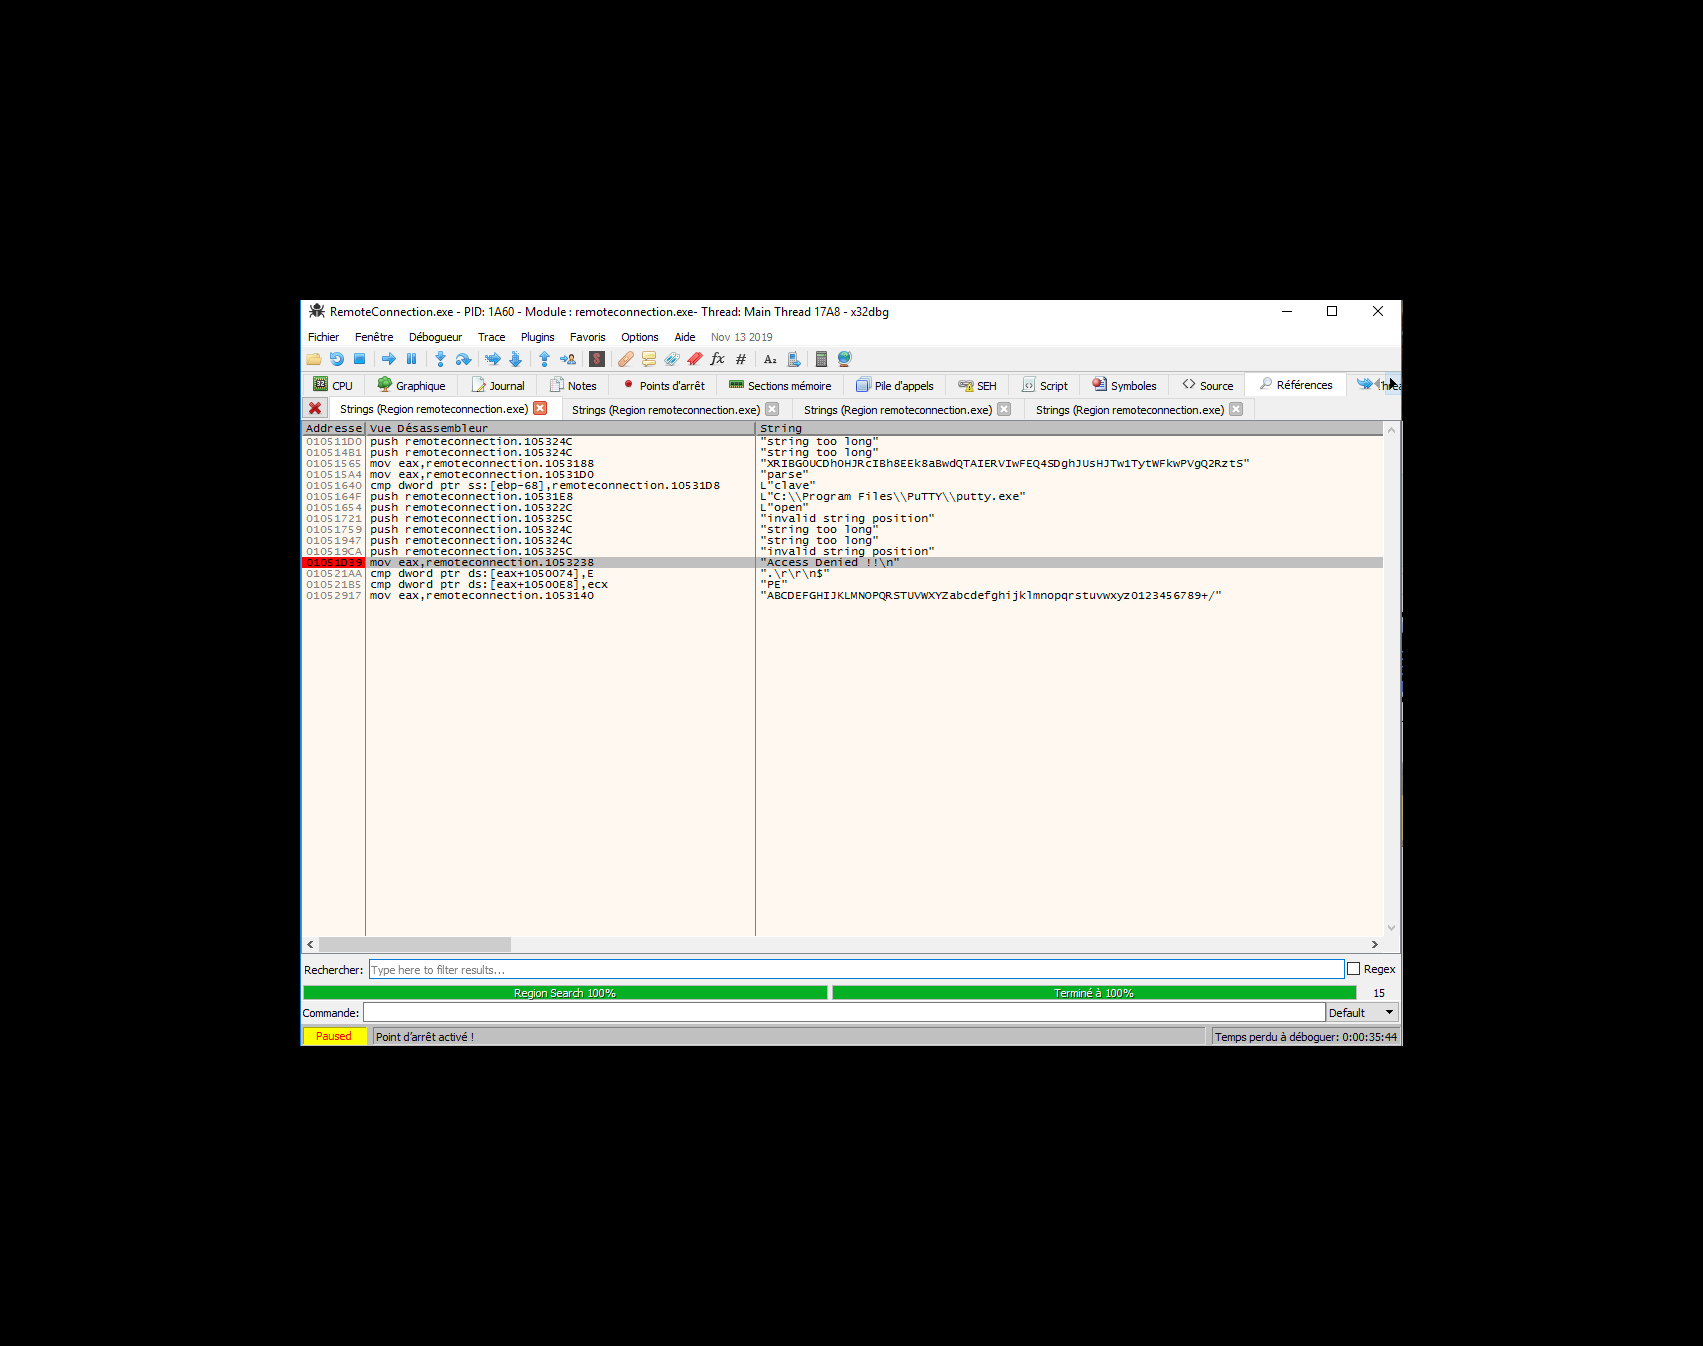 RemoteConnection.exe - PID: 1A60 - Module : remoteconnection.exe- Thread: Main Thread 17A8 - x32dbg
Fichier Fenêtre Débogueur Trace Plugins Favoris Options Aide Nov 13 2019
CPU Graphique Journal Notes Points d'arrêt Sections mémoire Pile d'appels SEH Script Symboles Source Références
Strings (Region remoteconnection.exe) Strings (Region remoteconnection.exe) Strings (Region remoteconnection.exe) Strings (Region remoteconnection.exe)
Addresse Vue Désassembleur String
010511D0 push remoteconnection.105324C "string too long"
010514B1 push remoteconnection.105324C "string too long"
01051565 mov eax,remoteconnection.1053188 "XRIBG0UCDh0HJRcIBh8EEk8aBwdQTAIERVIwFEQ4SDghJUsHJTw1TytWFkwPVgQ2RztS"
010515A4 mov eax,remoteconnection.10531D0 "parse"
01051640 cmp dword ptr ss:[ebp-68],remoteconnection.10531D8 L"clave"
0105164F push remoteconnection.10531E8 L"C:\\Program Files\\PuTTY\\putty.exe"
01051654 push remoteconnection.105322C L"open"
01051721 push remoteconnection.105325C "invalid string position"
01051759 push remoteconnection.105324C "string too long"
01051947 push remoteconnection.105324C "string too long"
010519CA push remoteconnection.105325C "invalid string position"
01051D39 mov eax,remoteconnection.1053238 "Access Denied !!\n"
010521AA cmp dword ptr ds:[eax+1050074],E ".\r\r\n$"
010521B5 cmp dword ptr ds:[eax+10500E8],ecx "PE"
01052917 mov eax,remoteconnection.1053140 "ABCDEFGHIJKLMNOPQRSTUVWXYZabcdefghijklmnopqrstuvwxyz0123456789+/"
Rechercher: Type here to filter results... Regex
Region Search 100% Terminé à 100% 15
Commande: Default
Paused Point d'arrêt activé ! Temps perdu à déboguer: 0:00:35:44